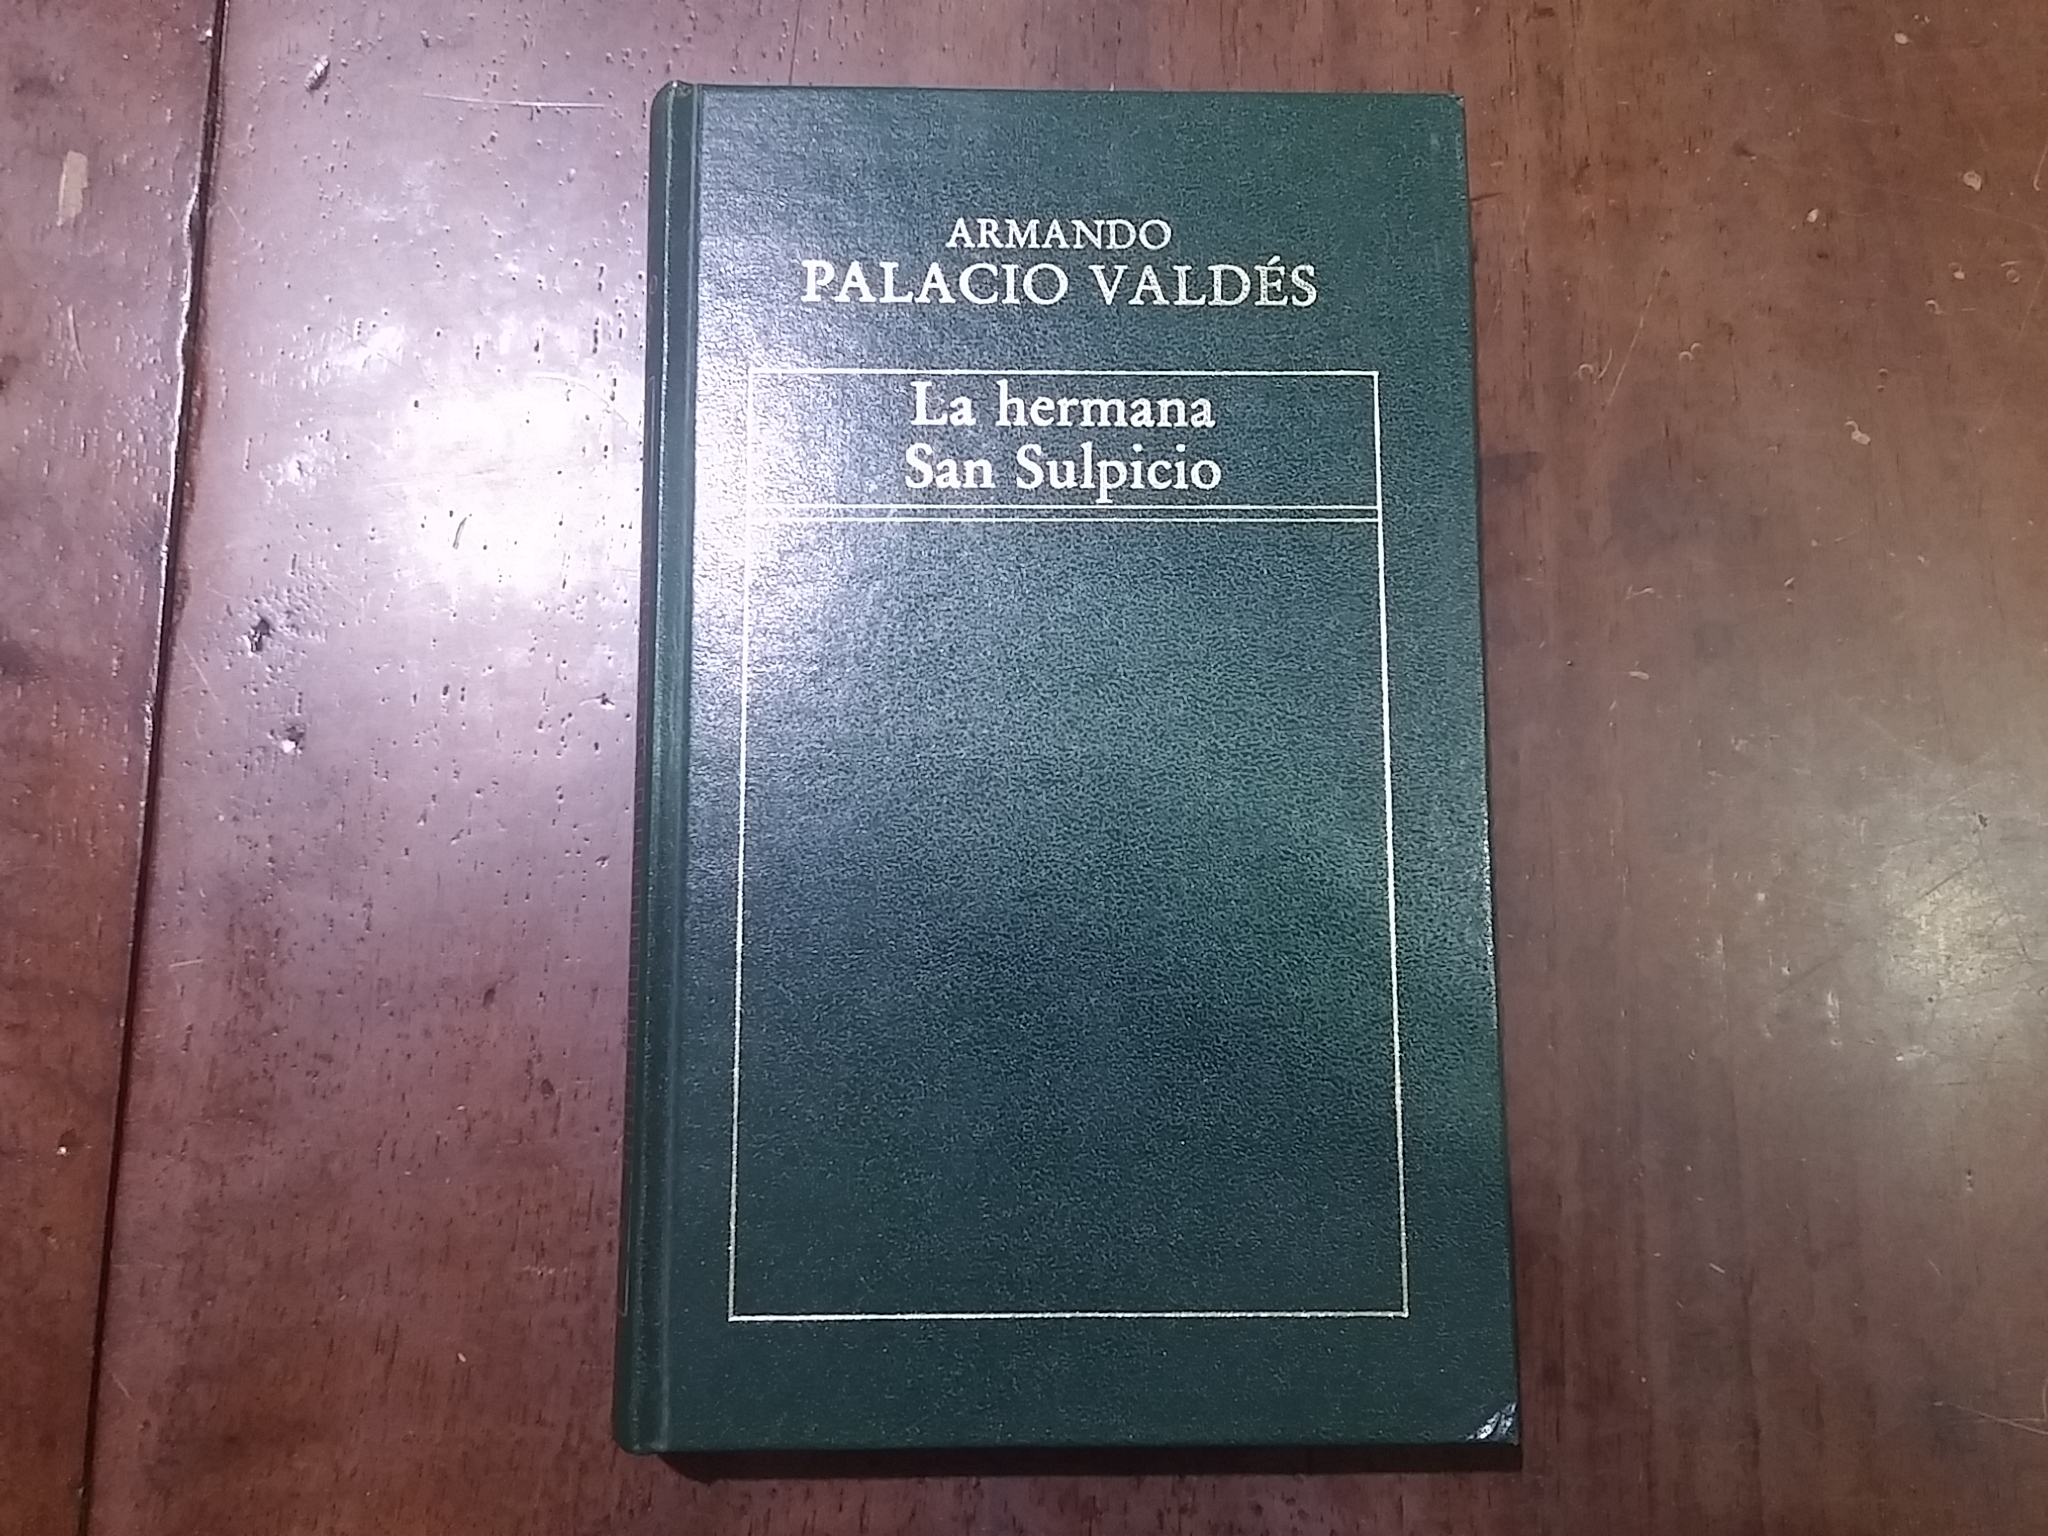 ARMANDO
PALACIO VALDÉS
La hermana
San Sulpicio